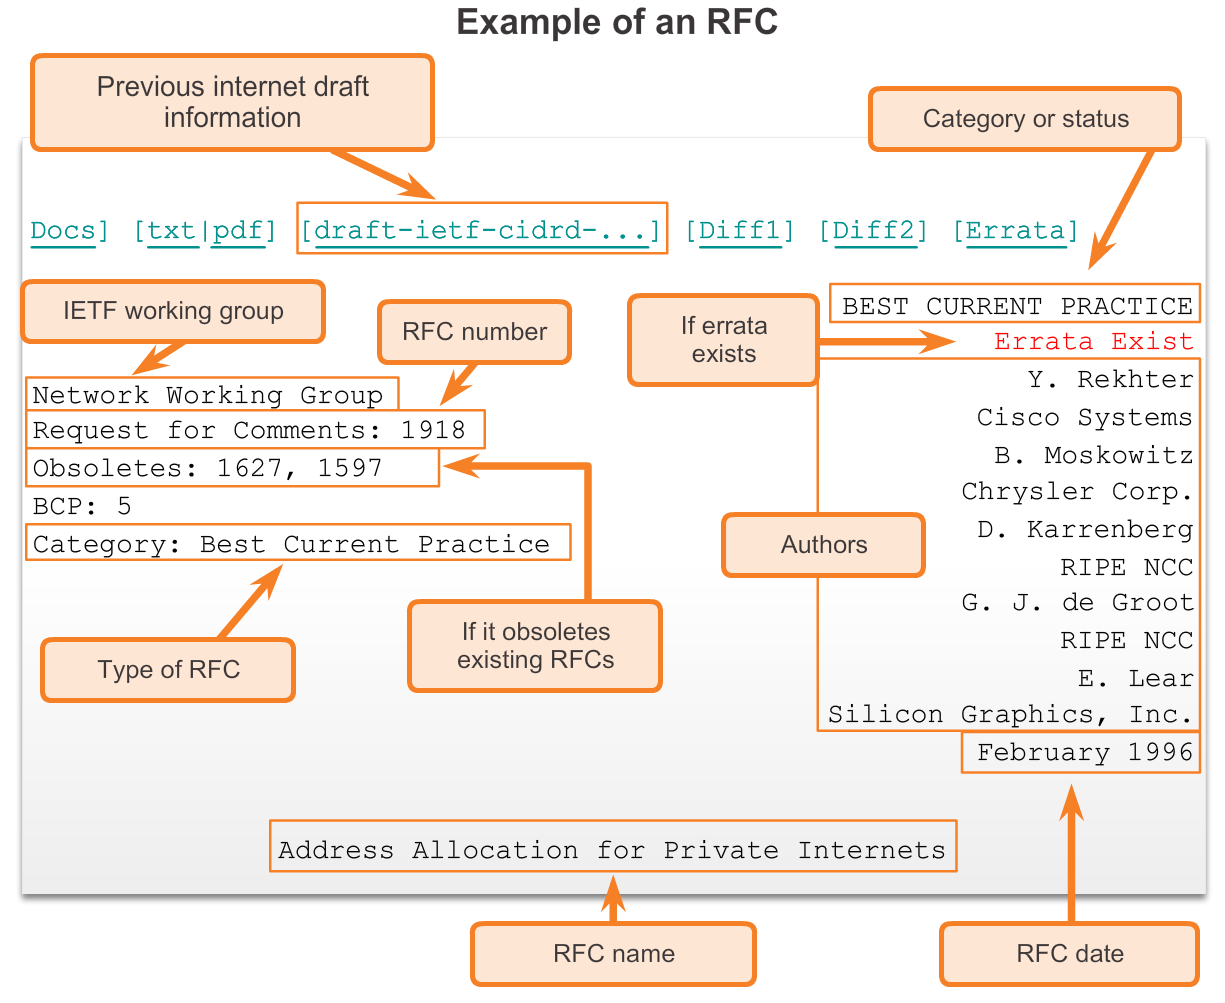 Example of an RFC
Previous internet draft
information
Category or status
Docs] [txt|pdf] [draft-ietf-cidrd-...] [Diff1] [Diff2] [Errata]
IETF working group
RFC number
If errata
exists
BEST CURRENT PRACTICE
Errata Exist
Network Working Group
Request for Comments: 1918
Obsoletes: 1627, 1597
BCP: 5
Category: Best Current Practice
Y. Rekhter
Cisco Systems
B. Moskowitz
Chrysler Corp.
D. Karrenberg
RIPE NCC
G. J. de Groot
RIPE NCC
E. Lear
Silicon Graphics, Inc.
February 1996
Authors
If it obsoletes
existing RFCs
Type of RFC
Address Allocation for Private Internets
RFC name
RFC date